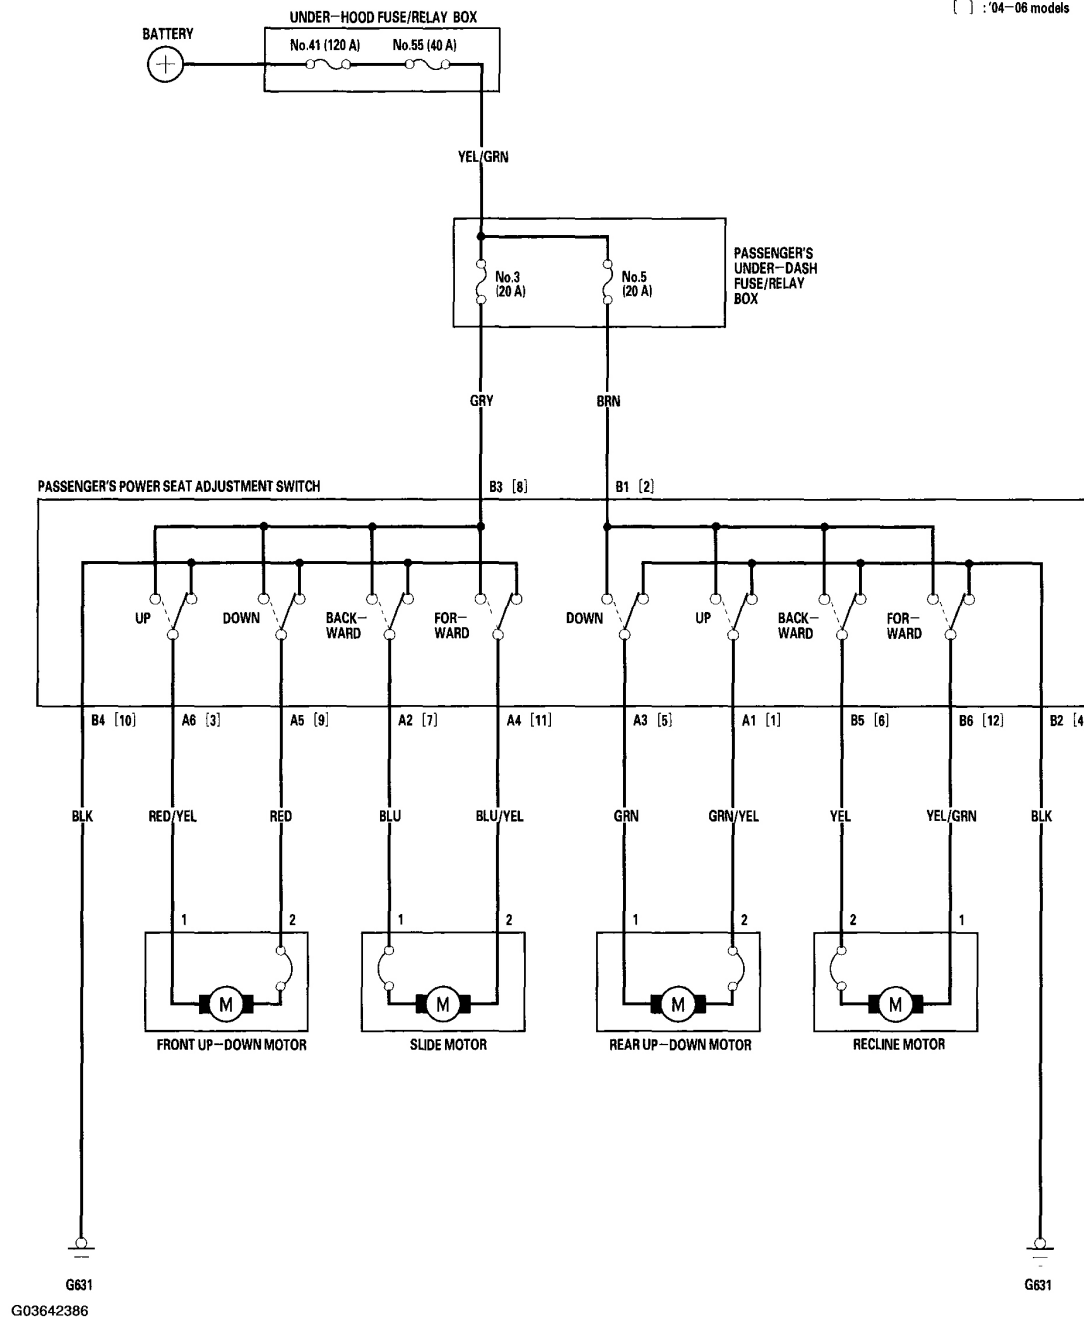 [ ] : '04-06 models
UNDER-HOOD FUSE/RELAY BOX
BATTERY
No.41 (120 A) No.55 (40 A)
YEL/GRN
No.3
(20 A)
No.5
(20 A)
PASSENGER'S
UNDER-DASH
FUSE/RELAY
BOX
GRY BRN
PASSENGER'S POWER SEAT ADJUSTMENT SWITCH B3 [8] B1 [2]
UP DOWN BACK-
WARD FOR-
WARD DOWN UP BACK-
WARD FOR-
WARD
B4 [10] A6 [3] A5 [9] A2 [7] A4 [11] A3 [5] A1 [1] B5 [6] B6 [12] B2 [4
BLK RED/YEL RED BLU BLU/YEL GRN GRN/YEL YEL YEL/GRN BLK
1 2 1 2 1 2 2 1
M M M M
FRONT UP-DOWN MOTOR SLIDE MOTOR REAR UP-DOWN MOTOR RECLINE MOTOR
G631 G631
G03642386